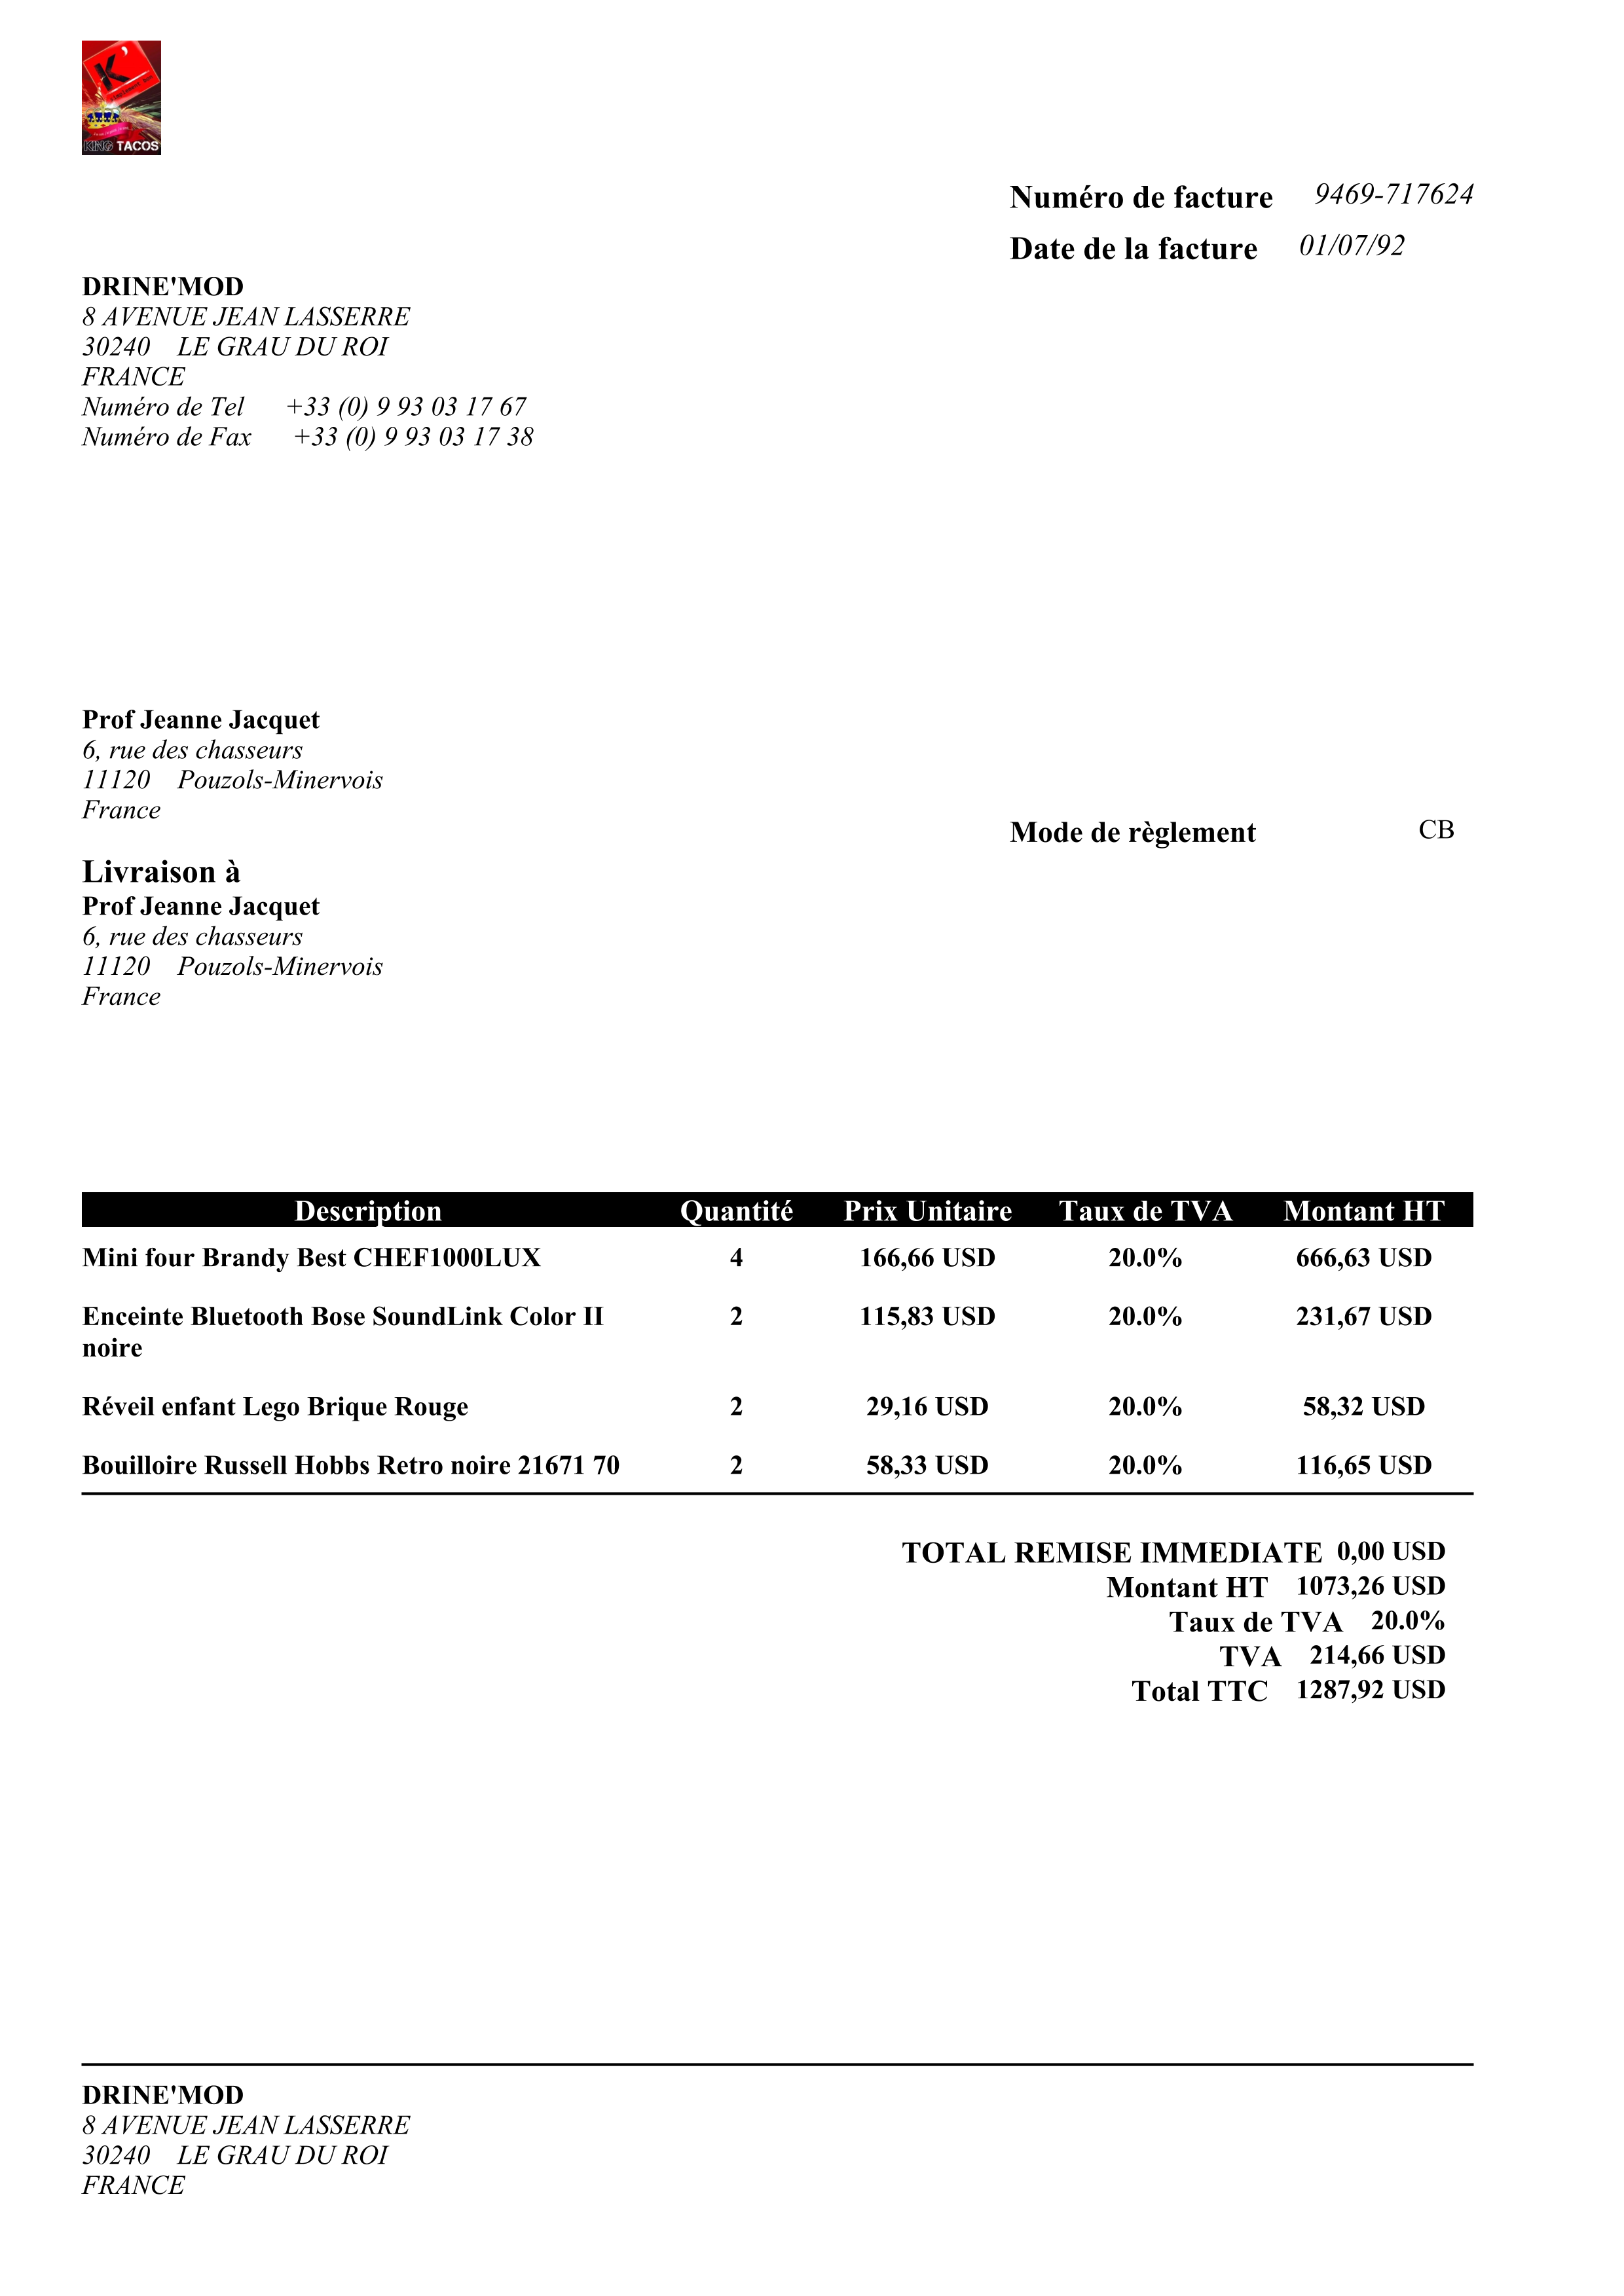 K'
KING TACOS
Numéro de facture 9469-717624
Date de la facture 01/07/92
DRINE'MOD
8 AVENUE JEAN LASSERRE
30240 LE GRAU DU ROI
FRANCE
Numéro de Tel +33 (0) 9 93 03 17 67
Numéro de Fax +33 (0) 9 93 03 17 38
Prof Jeanne Jacquet
6, rue des chasseurs
11120 Pouzols-Minervois
France
Mode de règlement CB
Livraison à
Prof Jeanne Jacquet
6, rue des chasseurs
11120 Pouzols-Minervois
France
Description Quantité Prix Unitaire Taux de TVA Montant HT
Mini four Brandy Best CHEF1000LUX 4 166,66 USD 20.0% 666,63 USD
Enceinte Bluetooth Bose SoundLink Color II 2 115,83 USD 20.0% 231,67 USD
noire
Réveil enfant Lego Brique Rouge 2 29,16 USD 20.0% 58,32 USD
Bouilloire Russell Hobbs Retro noire 21671 70 2 58,33 USD 20.0% 116,65 USD
TOTAL REMISE IMMEDIATE 0,00 USD
Montant HT 1073,26 USD
Taux de TVA 20.0%
TVA 214,66 USD
Total TTC 1287,92 USD
DRINE'MOD
8 AVENUE JEAN LASSERRE
30240 LE GRAU DU ROI
FRANCE